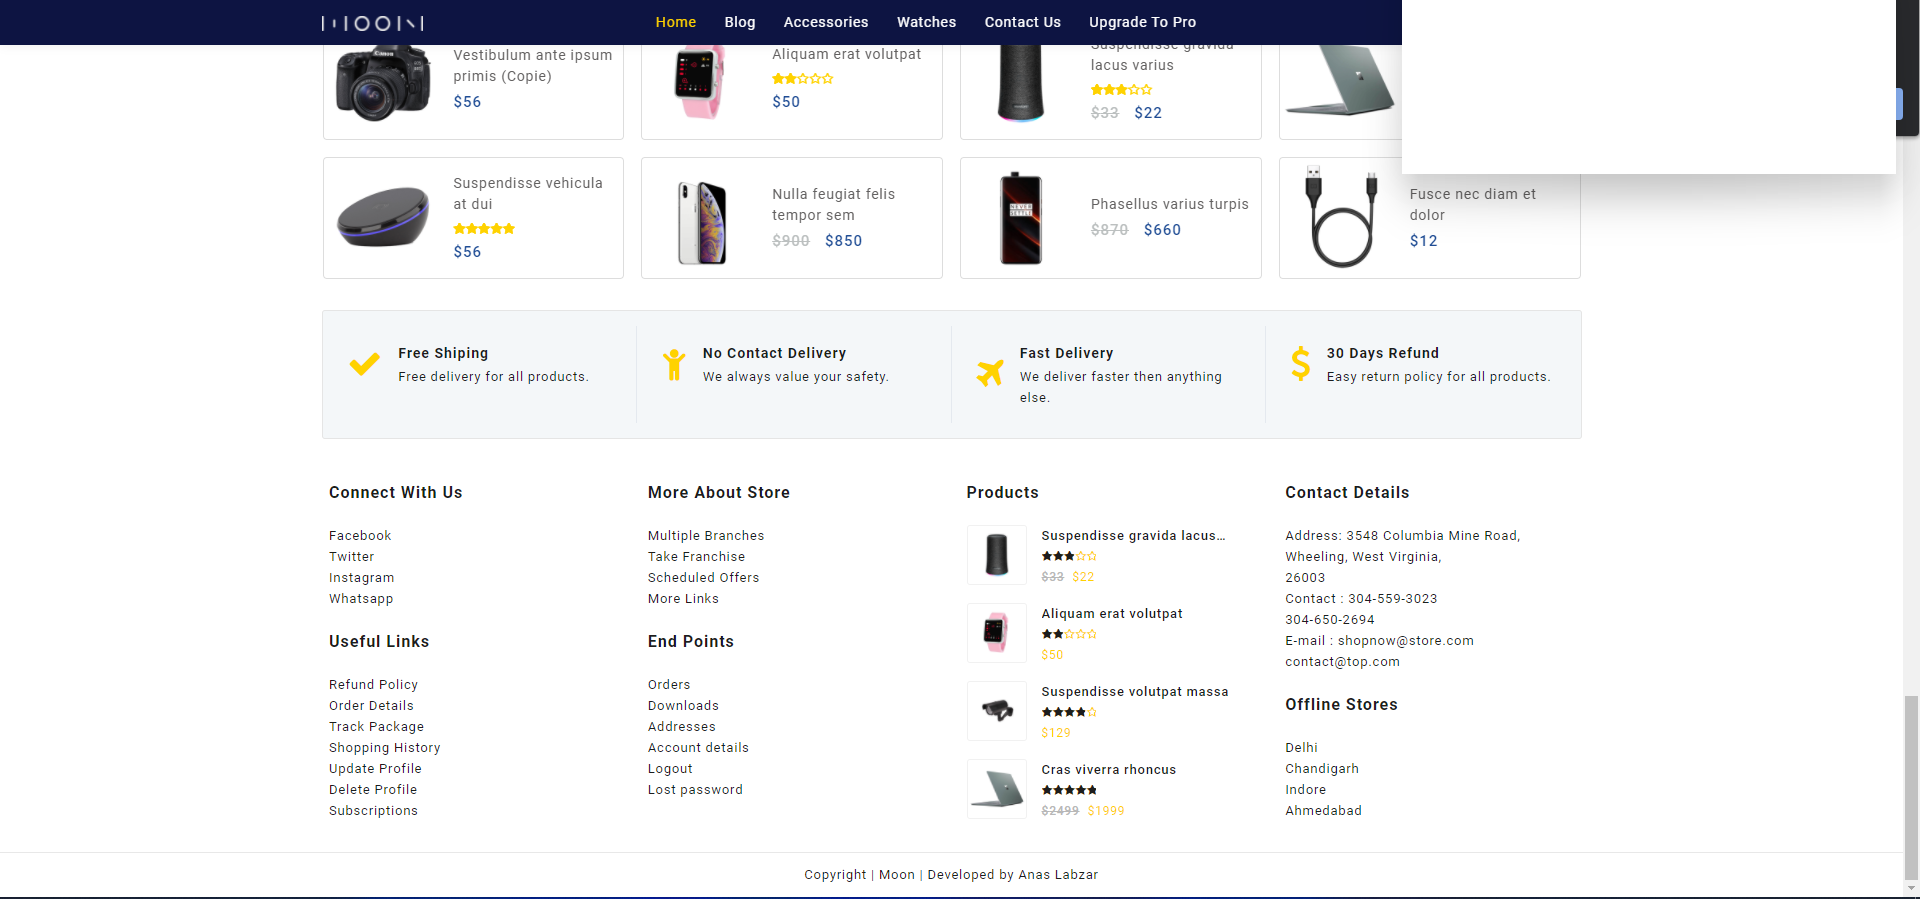 MOON
Home Blog Accessories Watches Contact Us Upgrade To Pro
Vestibulum ante ipsum
primis (Copie)
$56
Aliquam erat volutpat
$50
Suspendisse gravida
lacus varius
$33 $22
Suspendisse vehicula
at dui
$56
Nulla feugiat felis
tempor sem
$900 $850
NEVER
SETTLE
Phasellus varius turpis
$870 $660
Fusce nec diam et
dolor
$12
Free Shiping
Free delivery for all products.
No Contact Delivery
We always value your safety.
Fast Delivery
We deliver faster then anything
else.
30 Days Refund
Easy return policy for all products.
Connect With Us
Facebook
Twitter
Instagram
Whatsapp
Useful Links
Refund Policy
Order Details
Track Package
Shopping History
Update Profile
Delete Profile
Subscriptions
More About Store
Multiple Branches
Take Franchise
Scheduled Offers
More Links
End Points
Orders
Downloads
Addresses
Account details
Logout
Lost password
Products
Suspendisse gravida lacus…
$33 $22
Aliquam erat volutpat
$50
Suspendisse volutpat massa
$129
Cras viverra rhoncus
$2499 $1999
Contact Details
Address: 3548 Columbia Mine Road,
Wheeling, West Virginia,
26003
Contact : 304-559-3023
304-650-2694
E-mail : shopnow@store.com
contact@top.com
Offline Stores
Delhi
Chandigarh
Indore
Ahmedabad
Copyright | Moon | Developed by Anas Labzar